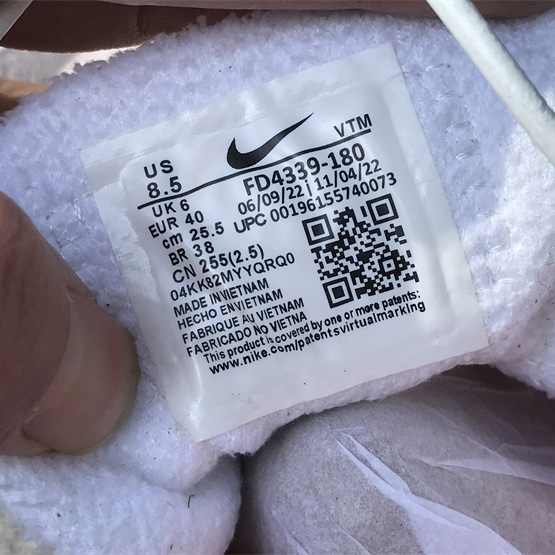 US
8.5
VTM
UK 6
FD4339-180
EUR 40
06/09/22 | 11/04/22
cm 25.5
UPC 00196155740073
BR 38
CN 255(2.5)
04KK82MYYQRQ0
MADE IN VIETNAM
HECHO EN VIETNAM
FABRIQUE AU VIETNAM
FABRICADO NO VIETNA
This product is covered by one or more patents:
www.nike.com/patentsvirtualmarking